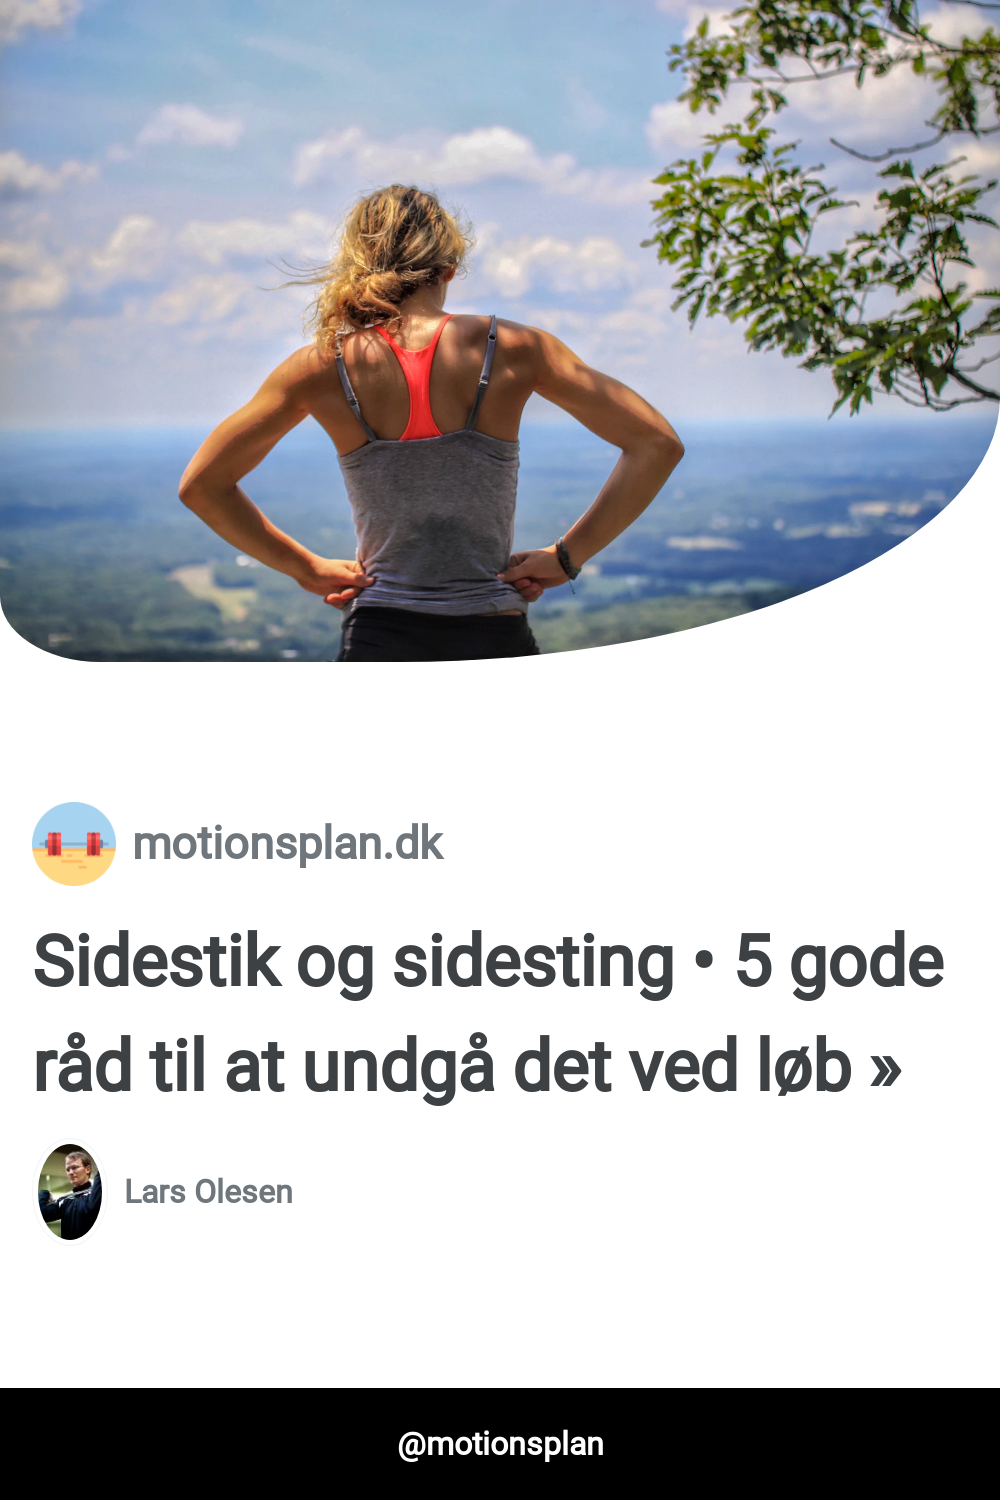 motionsplan.dk
Sidestik og sidesting • 5 gode
råd til at undgå det ved løb »
Lars Olesen
@motionsplan